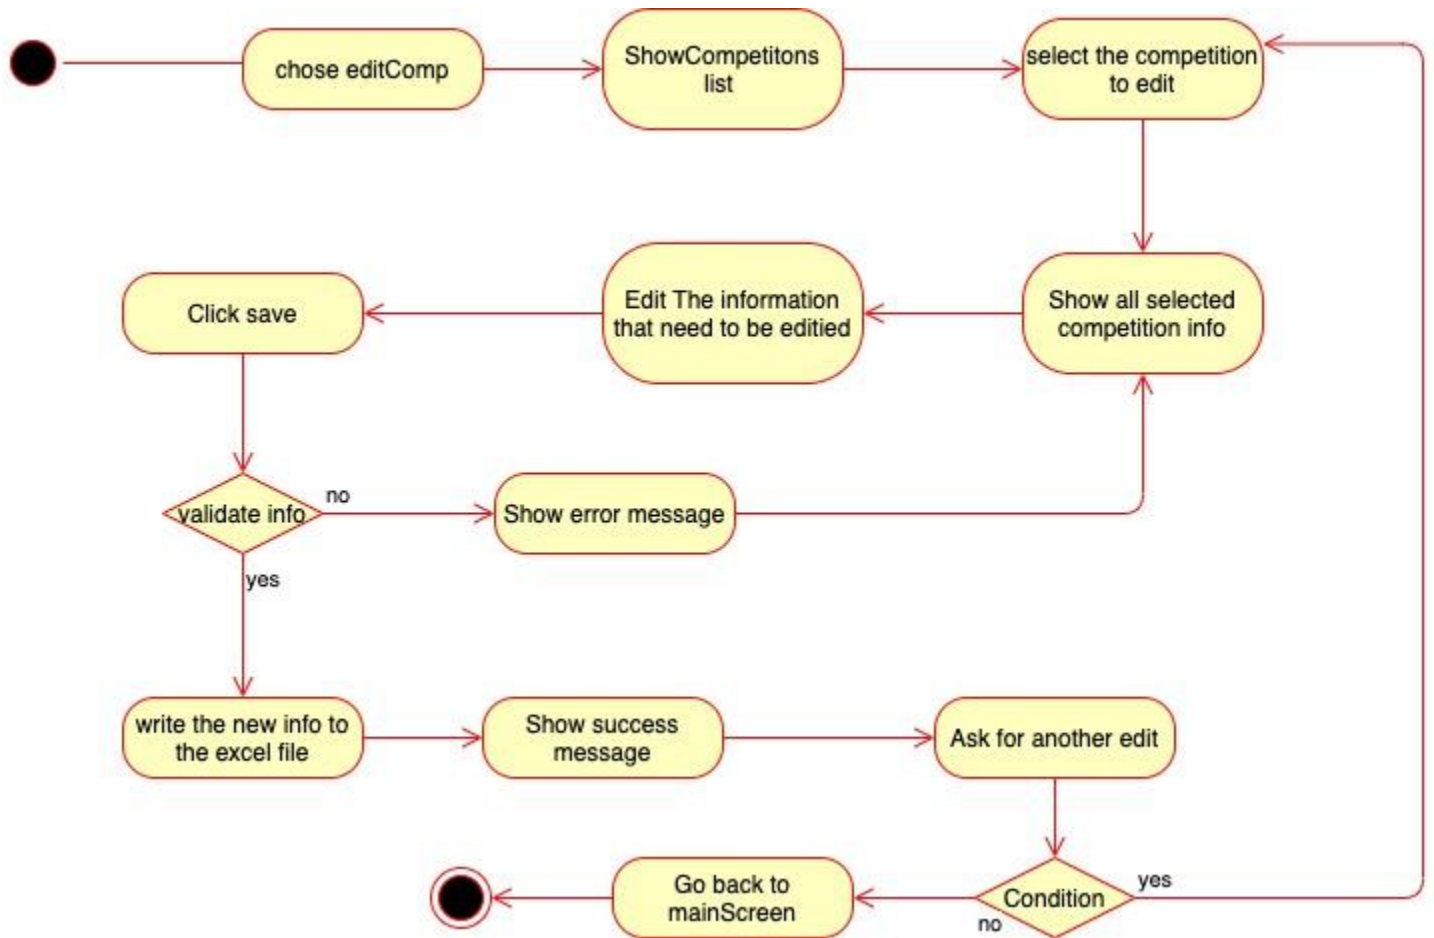 chose editComp
ShowCompetitons
list
select the competition
to edit
Click save
Edit The information
that need to be editied
Show all selected
competition info
validate info
no
Show error message
yes
write the new info to
the excel file
Show success
message
Ask for another edit
Go back to
mainScreen
no
Condition
yes